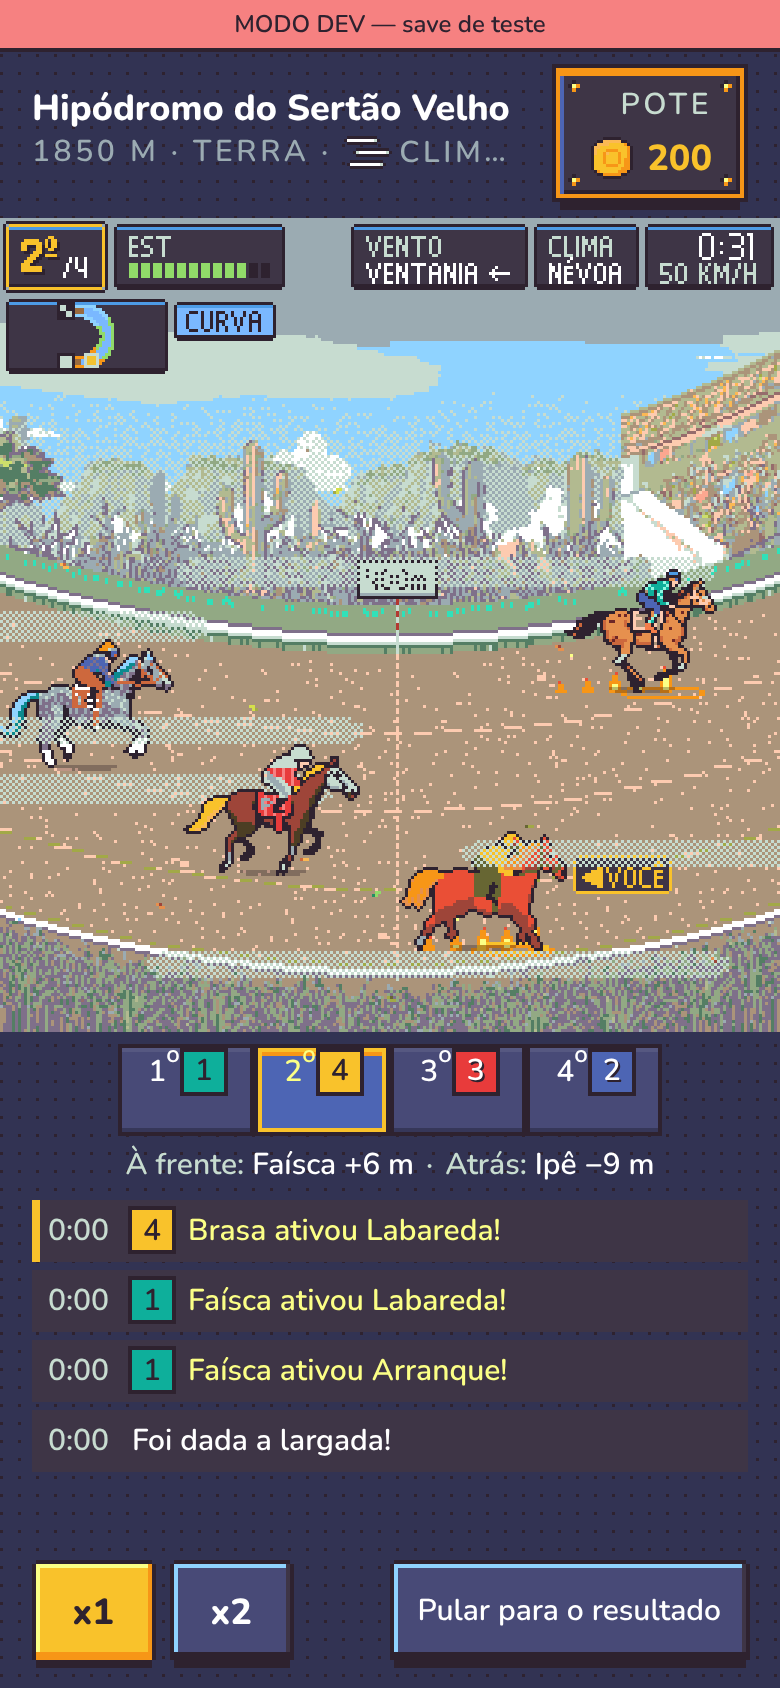 MODO DEV — save de teste
Hipódromo do Sertão Velho
1850 M · TERRA · CLIM...
POTE
200
2º/4
EST
VENTO
VENTANIA ←
CLIMA
NÉVOA
0:31
50 KM/H
CURVA
VOCÊ
1º 1
2º 4
3º 3
4º 2
À frente: Faísca +6 m · Atrás: Ipê −9 m
0:00 4 Brasa ativou Labareda!
0:00 1 Faísca ativou Labareda!
0:00 1 Faísca ativou Arranque!
0:00 Foi dada a largada!
x1
x2
Pular para o resultado